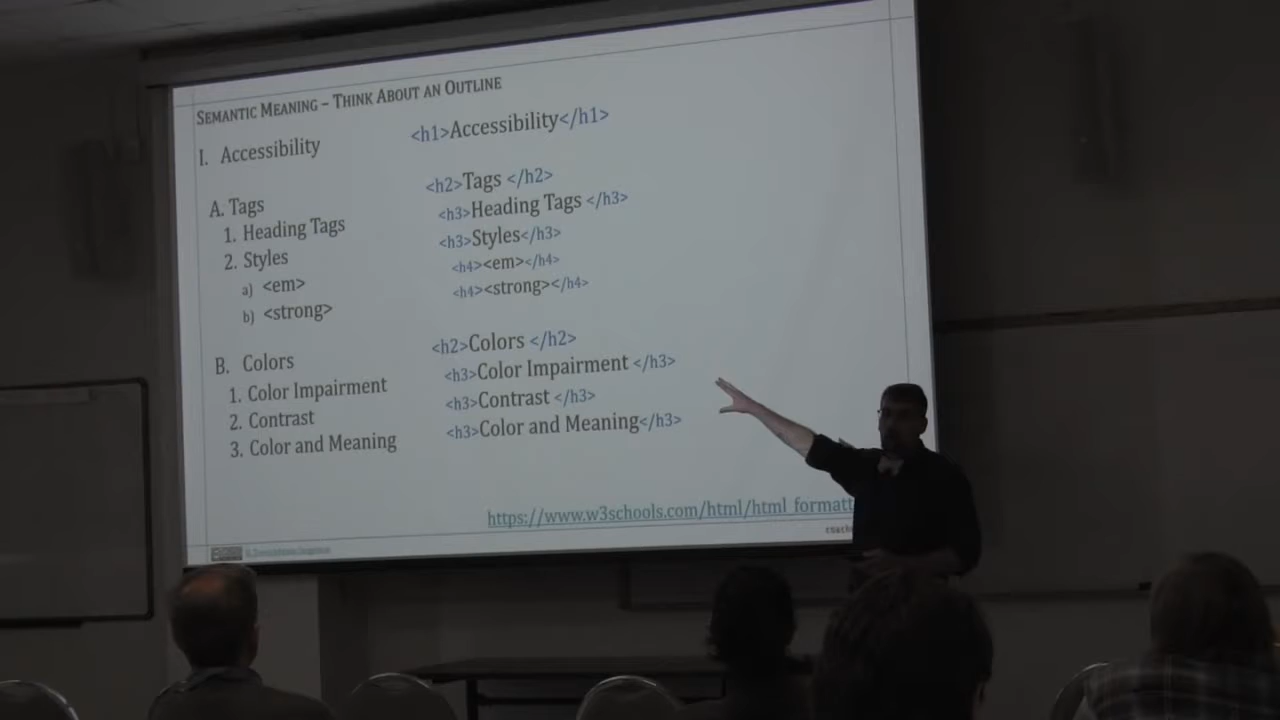 SEMANTIC MEANING – THINK ABOUT AN OUTLINE
I. Accessibility
A. Tags
1. Heading Tags
2. Styles
a) <em>
b) <strong>
B. Colors
1. Color Impairment
2. Contrast
3. Color and Meaning
<h1>Accessibility</h1>
<h2>Tags </h2>
<h3>Heading Tags </h3>
<h3>Styles</h3>
<h4><em></h4>
<h4><strong></h4>
<h2>Colors </h2>
<h3>Color Impairment </h3>
<h3>Contrast </h3>
<h3>Color and Meaning</h3>
https://www.w3schools.com/html/html_formatt